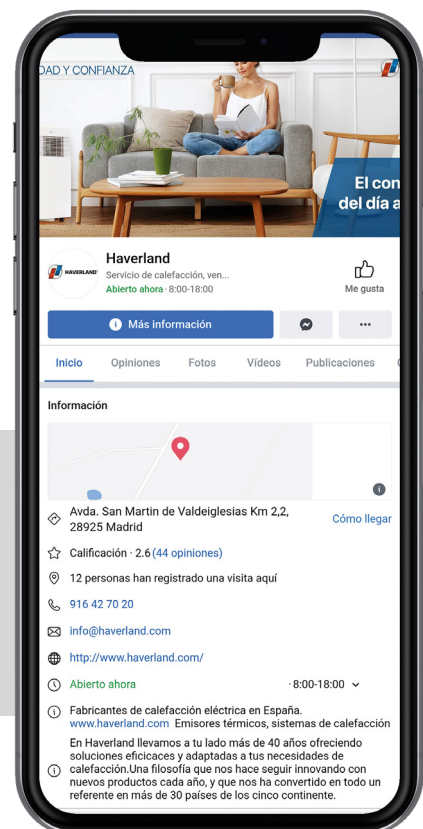 DAD Y CONFIANZA
El con
del día a
HAVERLAND
Haverland
Servicio de calefacción, ven...
Abierto ahora · 8:00-18:00
Me gusta
Más información
Inicio Opiniones Fotos Vídeos Publicaciones
Información
Avda. San Martin de Valdeiglesias Km 2,2,
28925 Madrid
Cómo llegar
Calificación · 2.6 (44 opiniones)
12 personas han registrado una visita aquí
916 42 70 20
info@haverland.com
http://www.haverland.com/
Abierto ahora · 8:00-18:00
Fabricantes de calefacción eléctrica en España.
www.haverland.com Emisores térmicos, sistemas de calefacción
En Haverland llevamos a tu lado más de 40 años ofreciendo
soluciones eficicaces y adaptadas a tus necesidades de
calefacción.Una filosofía que nos hace seguir innovando con
nuevos productos cada año, y que nos ha convertido en todo un
referente en más de 30 países de los cinco continente.